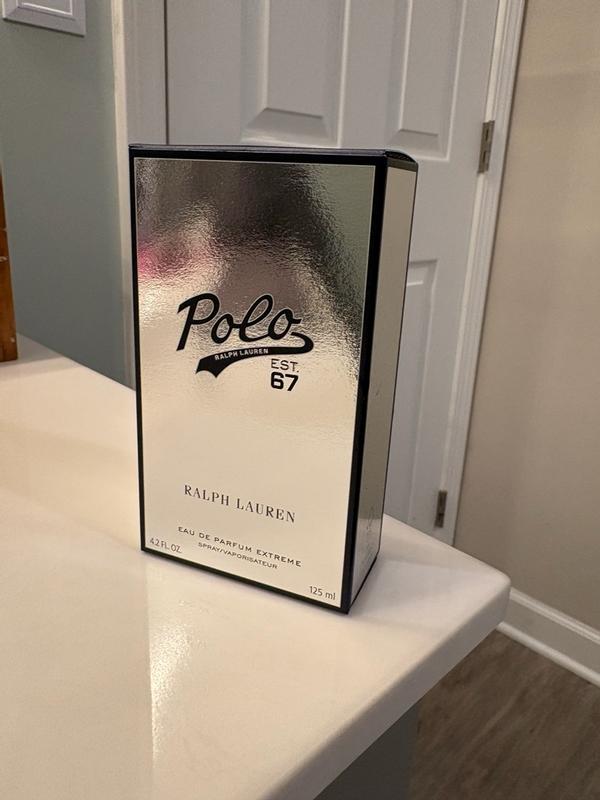 Polo
RALPH LAUREN
EST.
67
RALPH LAUREN
EAU DE PARFUM EXTREME
SPRAY/VAPORISATEUR
4.2 FL. OZ.
125 ml